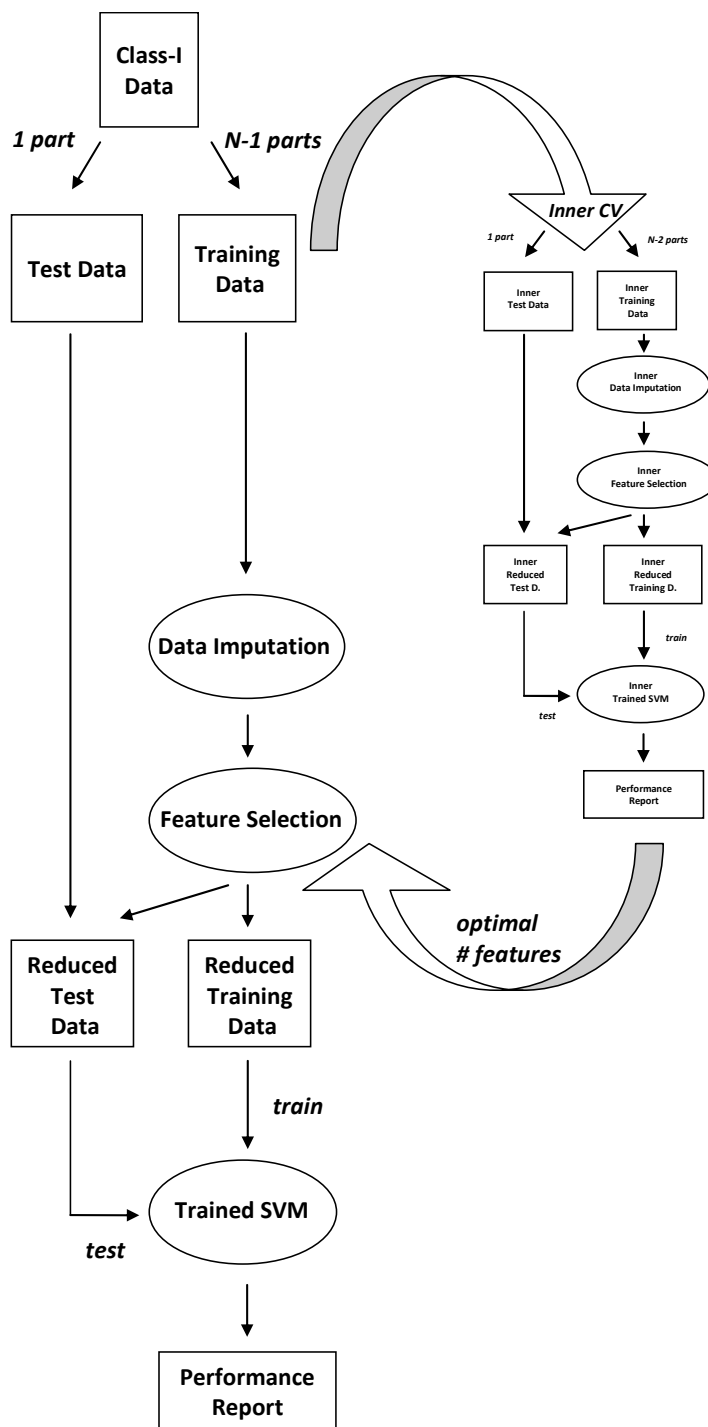 Class-I
Data
1 part
N-1 parts
Test Data
Training
Data
Inner CV
1 part
N-2 parts
Inner
Test Data
Inner
Training
Data
Inner
Data Imputation
Inner
Feature Selection
Inner
Reduced
Test D.
Inner
Reduced
Training D.
train
Inner
Trained SVM
test
Performance
Report
Data Imputation
Feature Selection
optimal
# features
Reduced
Test
Data
Reduced
Training
Data
train
Trained SVM
test
Performance
Report